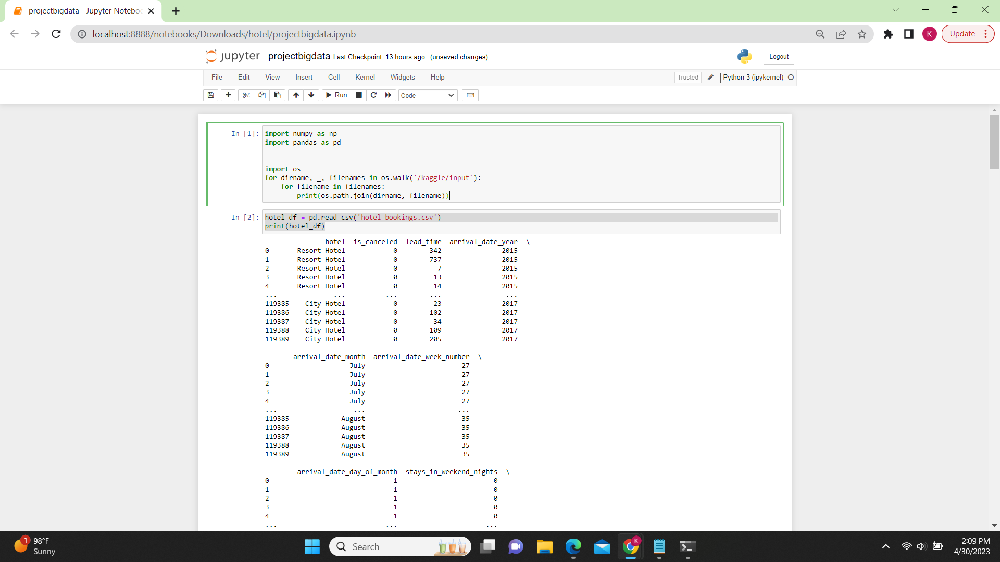 projectbigdata - Jupyter Noteboo
localhost:8888/notebooks/Downloads/hotel/projectbigdata.ipynb
K
Update
jupyter projectbigdata Last Checkpoint: 13 hours ago (unsaved changes)
Logout
File Edit View Insert Cell Kernel Widgets Help
Trusted
Python 3 (ipykernel)
Run
Code
In [1]: import numpy as np
import pandas as pd
import os
for dirname, _, filenames in os.walk('/kaggle/input'):
    for filename in filenames:
        print(os.path.join(dirname, filename))
In [2]: hotel_df = pd.read_csv('hotel_bookings.csv')
print(hotel_df)
hotel is_canceled lead_time arrival_date_year \
0 Resort Hotel 0 342 2015
1 Resort Hotel 0 737 2015
2 Resort Hotel 0 7 2015
3 Resort Hotel 0 13 2015
4 Resort Hotel 0 14 2015
... ... ... ... ...
119385 City Hotel 0 23 2017
119386 City Hotel 0 102 2017
119387 City Hotel 0 34 2017
119388 City Hotel 0 109 2017
119389 City Hotel 0 205 2017
arrival_date_month arrival_date_week_number \
0 July 27
1 July 27
2 July 27
3 July 27
4 July 27
... ... ...
119385 August 35
119386 August 35
119387 August 35
119388 August 35
119389 August 35
arrival_date_day_of_month stays_in_weekend_nights \
0 1 0
1 1 0
2 1 0
3 1 0
4 1 0
... ... ...
1
98°F
Sunny
Search
K
2:09 PM
4/30/2023